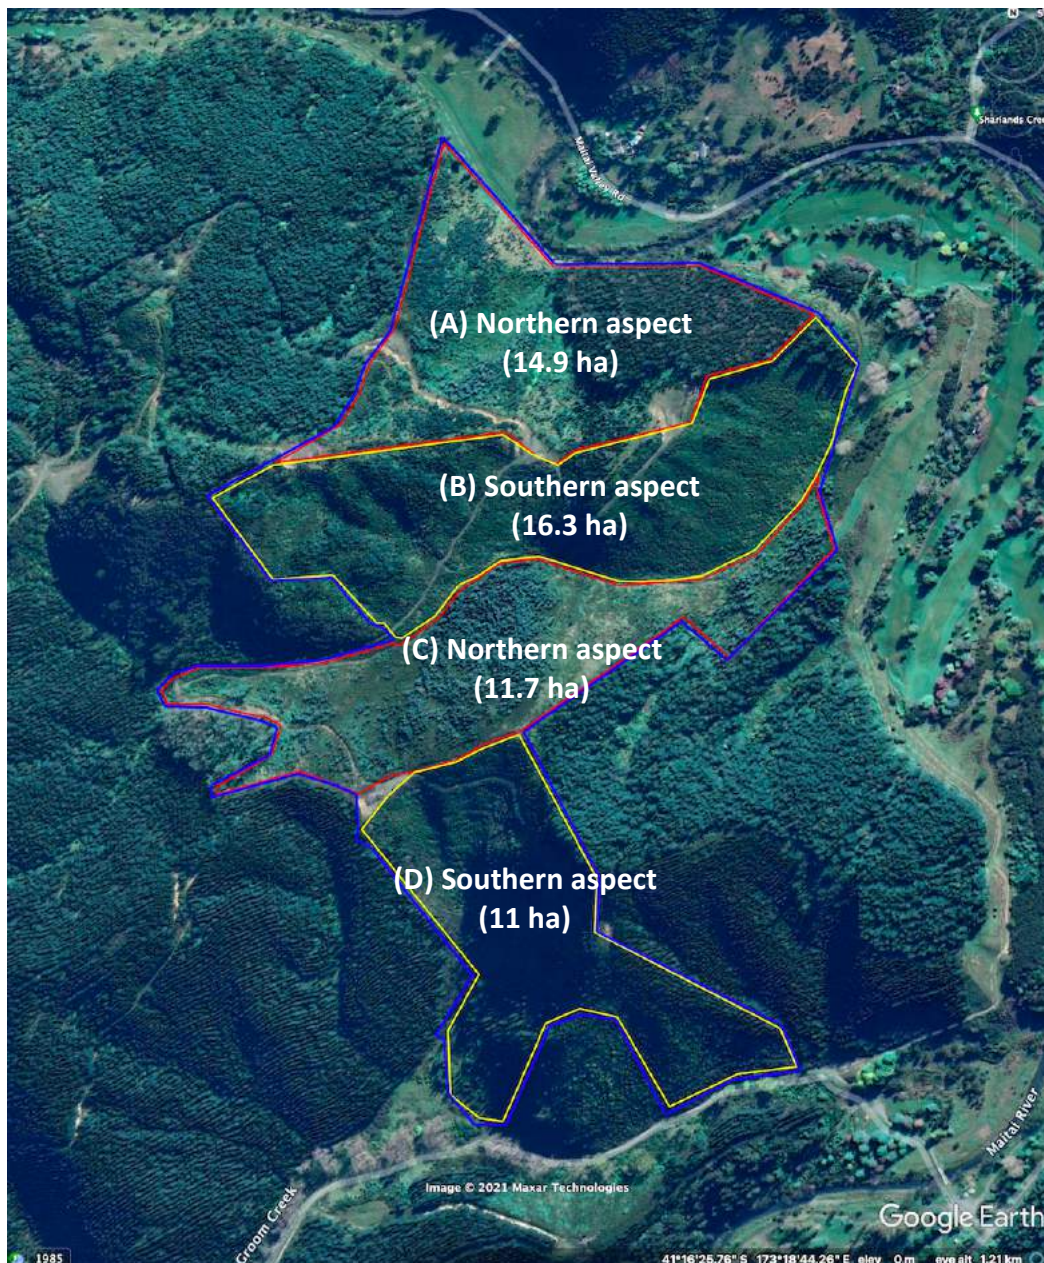 N
Sharlands Cree
Maitai Valley Rd
(A) Northern aspect
(14.9 ha)
(B) Southern aspect
(16.3 ha)
(C) Northern aspect
(11.7 ha)
(D) Southern aspect
(11 ha)
Maitai River
Image © 2021 Maxar Technologies
Groom Creek
Google Earth
1985
41°16'25.76" S 173°18'44.26" E elev 0 m eye alt 1.21 km